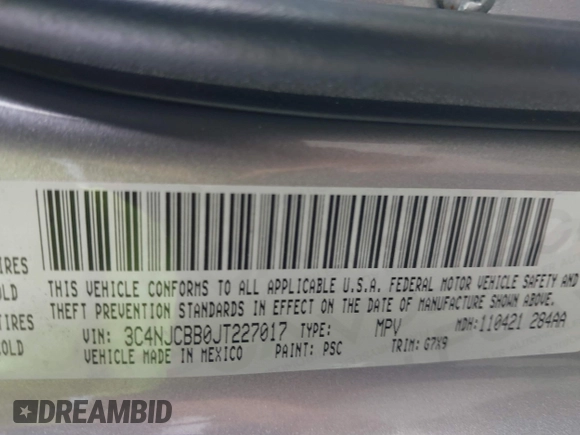 THIS VEHICLE CONFORMS TO ALL APPLICABLE U.S.A. FEDERAL MOTOR VEHICLE SAFETY AND
THEFT PREVENTION STANDARDS IN EFFECT ON THE DATE OF MANUFACTURE SHOWN ABOVE.
VIN: 3C4NJCBB0JT227017 TYPE: MPV MDH:110421 284AA
VEHICLE MADE IN MEXICO PAINT: PSC TRIM: G7X9
IRES
OLD
TIRES
COLD
DREAMBID